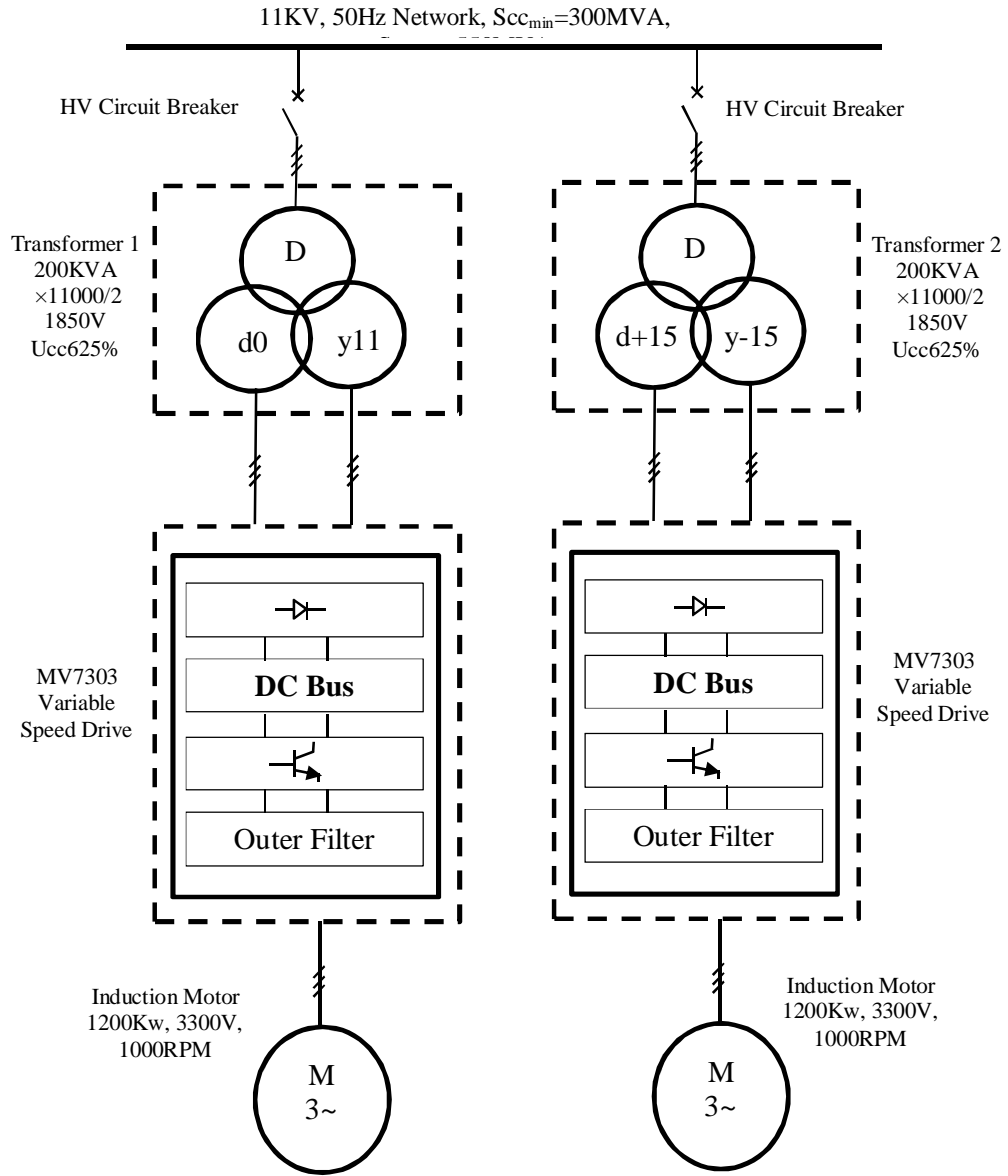 11KV, 50Hz Network, Sccmin=300MVA,
HV Circuit Breaker
HV Circuit Breaker
Transformer 1
200KVA
×11000/2
1850V
Ucc625%
D
d0
y11
D
d+15
y-15
Transformer 2
200KVA
×11000/2
1850V
Ucc625%
MV7303
Variable
Speed Drive
DC Bus
Outer Filter
DC Bus
Outer Filter
MV7303
Variable
Speed Drive
Induction Motor
1200Kw, 3300V,
1000RPM
M
3~
Induction Motor
1200Kw, 3300V,
1000RPM
M
3~